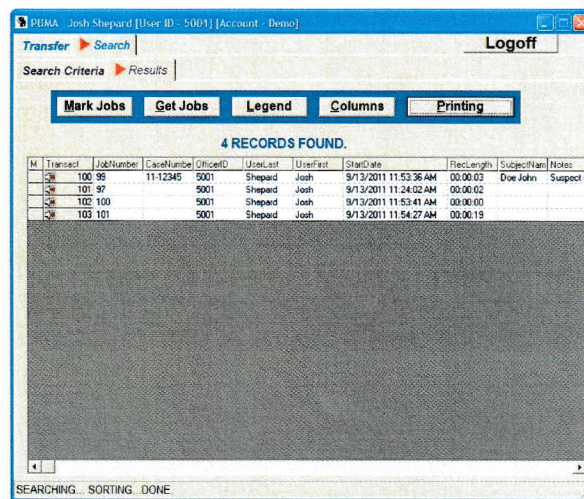 PUMA Josh Shepard [User ID - 5001] [Account - Demo]
Transfer Search Logoff
Search Criteria Results
Mark Jobs Get Jobs Legend Columns Printing
4 RECORDS FOUND.
M Transact JobNumber CaseNumbe OfficerID UserLast UserFirst StartDate RecLength SubjectNam Notes
100 99 11-12345 5001 Shepard Josh 9/13/2011 11:53:36 AM 00:00:03 Doe John Suspect
101 97 5001 Shepard Josh 9/13/2011 11:24:02 AM 00:00:02
102 100 5001 Shepard Josh 9/13/2011 11:53:41 AM 00:00:00
103 101 5001 Shepard Josh 9/13/2011 11:54:27 AM 00:00:19
SEARCHING... SORTING...DONE.